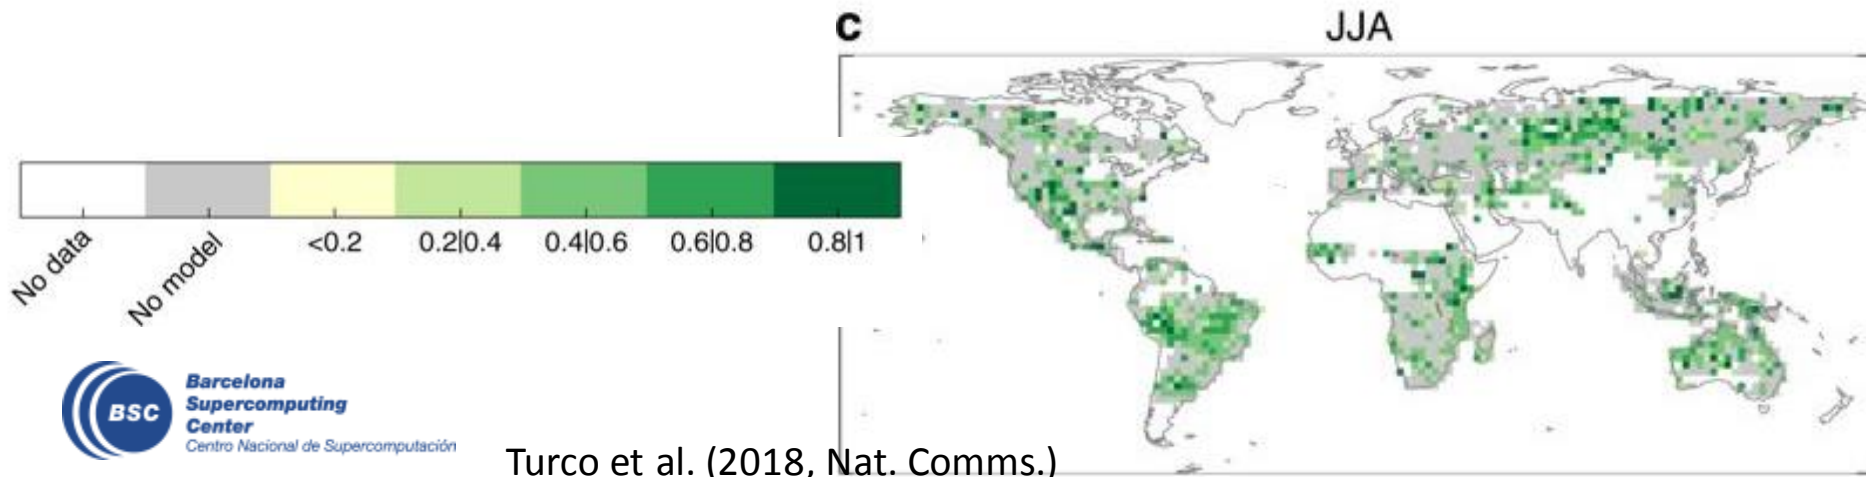 c
JJA
No data
No model
<0.2
0.2|0.4
0.4|0.6
0.6|0.8
0.8|1
BSC
Barcelona
Supercomputing
Center
Centro Nacional de Supercomputación
Turco et al. (2018, Nat. Comms.)